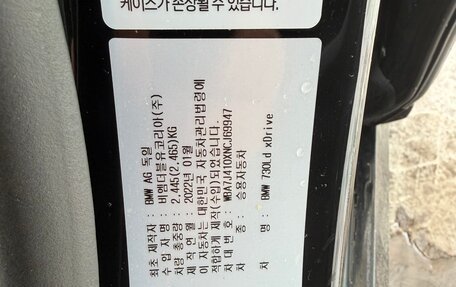 케이스가 손상될 수 있습니다.
최초 제작자 : BMW AG 독일
수 입 자 명 : 비엠더블유코리아(주)
차량 총중량 : 2,445(2,465)KG
제 작 연 월 : 2022년 01월
이 자동차는 대한민국 자동차관리법령에
적합하게 제작(수입)되었습니다.
차 대 번 호 : WBA7J410XNCJ69947
차 종 : 승용자동차
차 명 : BMW 730Ld xDrive